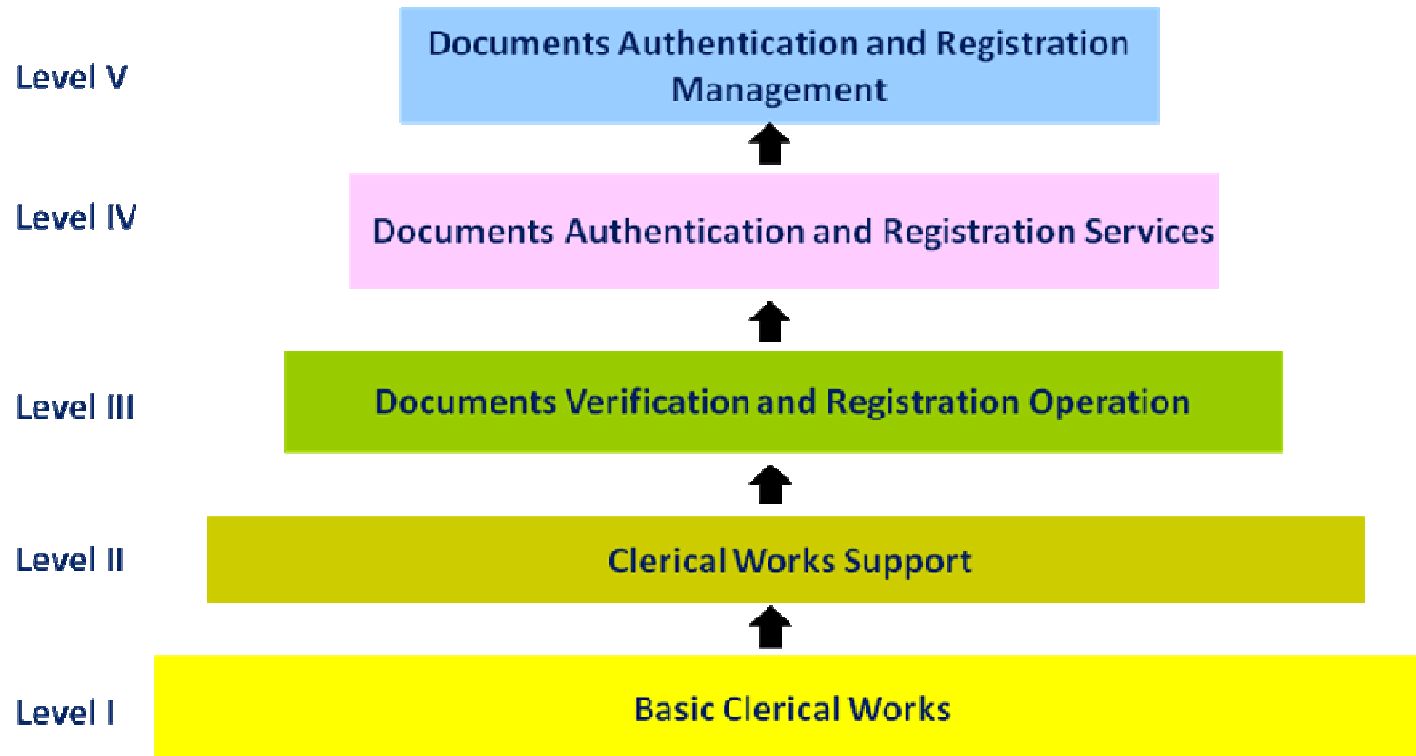 Level V
Documents Authentication and Registration
Management
Level IV
Documents Authentication and Registration Services
Level III
Documents Verification and Registration Operation
Level II
Clerical Works Support
Level I
Basic Clerical Works